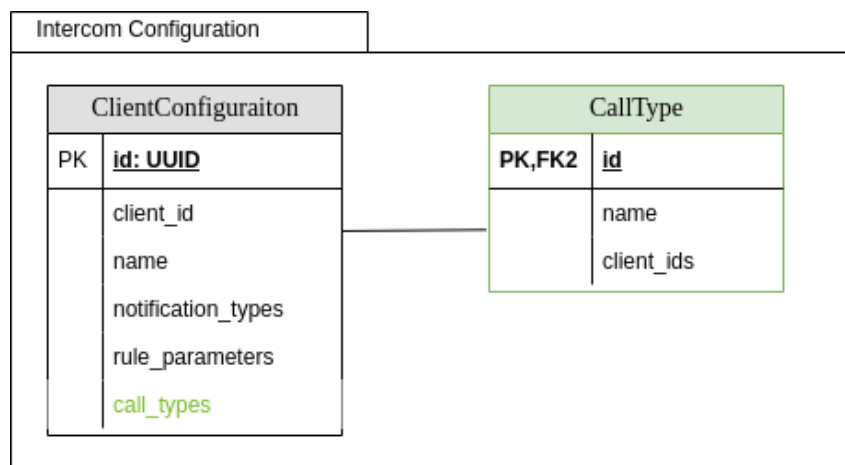 Intercom Configuration
ClientConfiguraiton
PK id: UUID
client_id
name
notification_types
rule_parameters
call_types
CallType
PK,FK2 id
name
client_ids